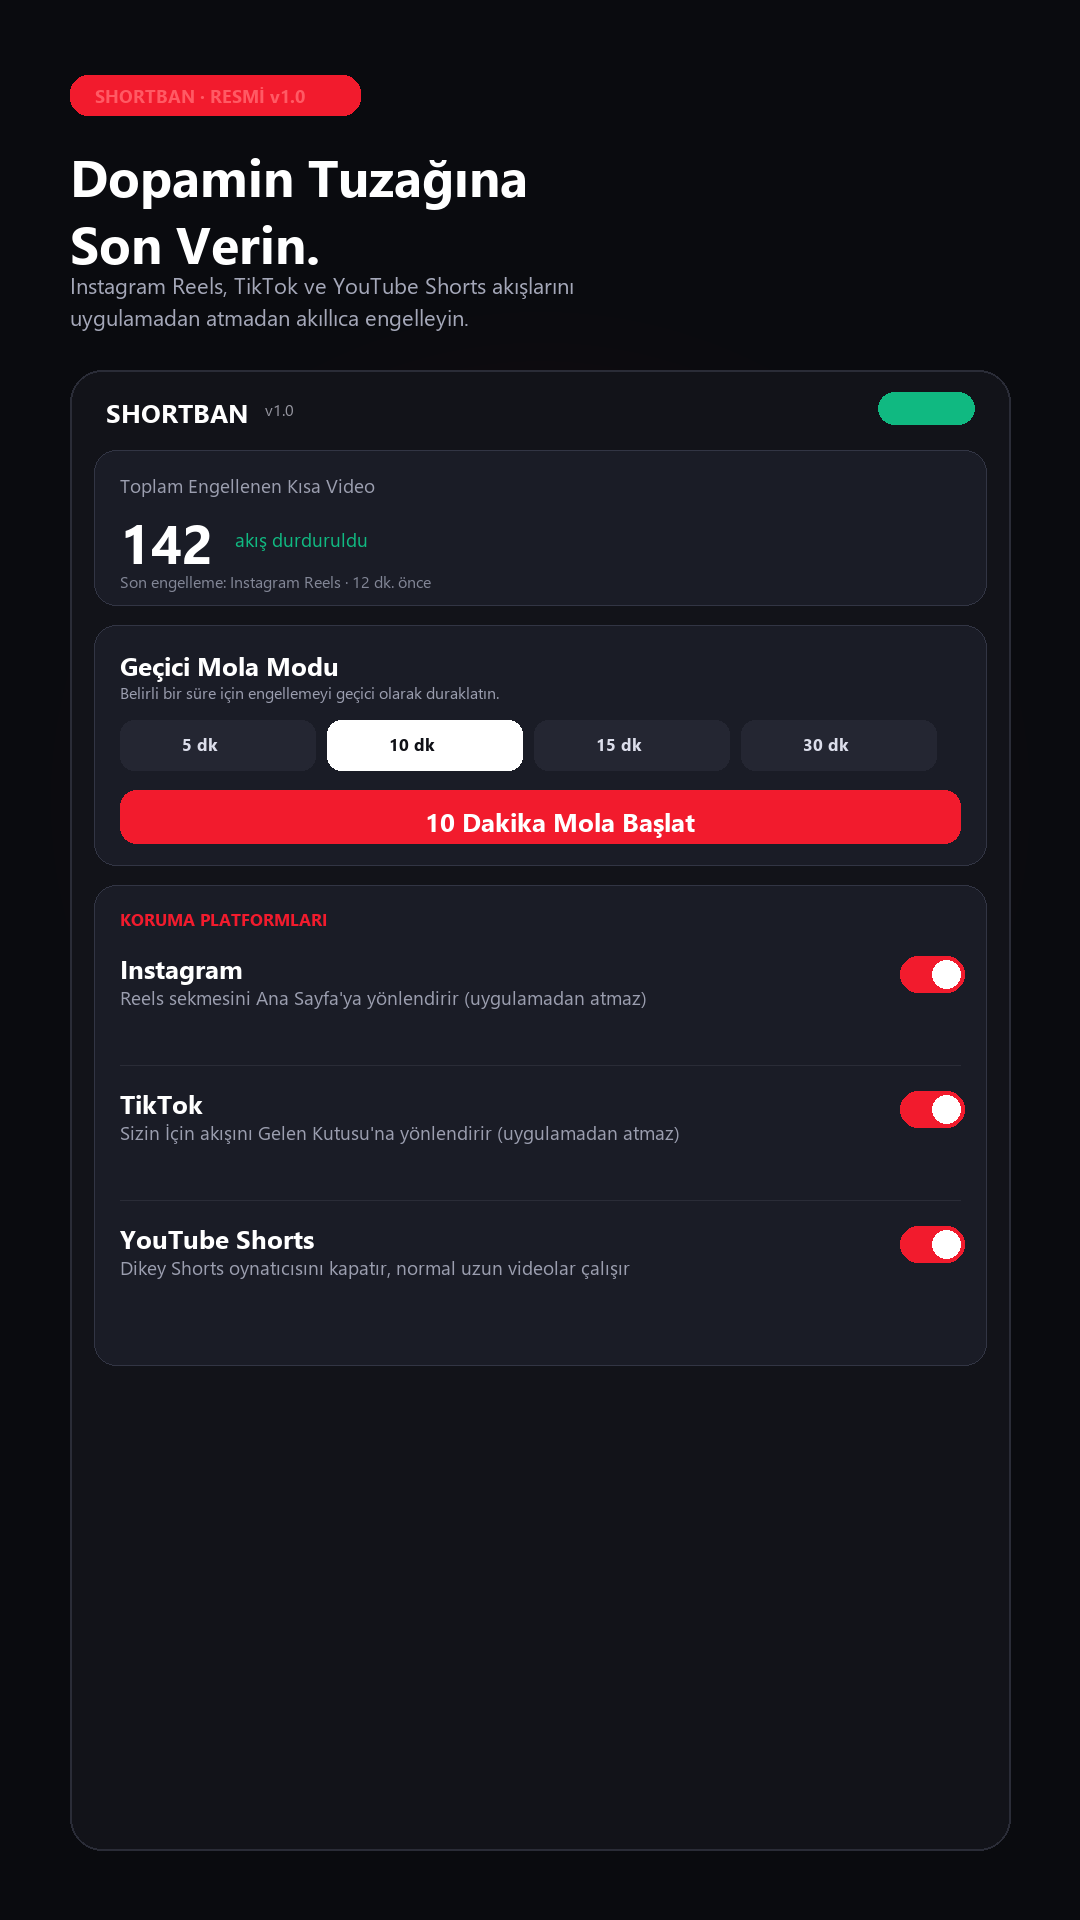 SHORTBAN · RESMİ v1.0
Dopamin Tuzağına
Son Verin.
Instagram Reels, TikTok ve YouTube Shorts akışlarını
uygulamadan atmadan akıllıca engelleyin.
SHORTBAN v1.0
Toplam Engellenen Kısa Video
142 akış durduruldu
Son engelleme: Instagram Reels · 12 dk. önce
Geçici Mola Modu
Belirli bir süre için engellemeyi geçici olarak duraklatın.
5 dk 10 dk 15 dk 30 dk
10 Dakika Mola Başlat
KORUMA PLATFORMLARI
Instagram
Reels sekmesini Ana Sayfa'ya yönlendirir (uygulamadan atmaz)
TikTok
Sizin İçin akışını Gelen Kutusu'na yönlendirir (uygulamadan atmaz)
YouTube Shorts
Dikey Shorts oynatıcısını kapatır, normal uzun videolar çalışır